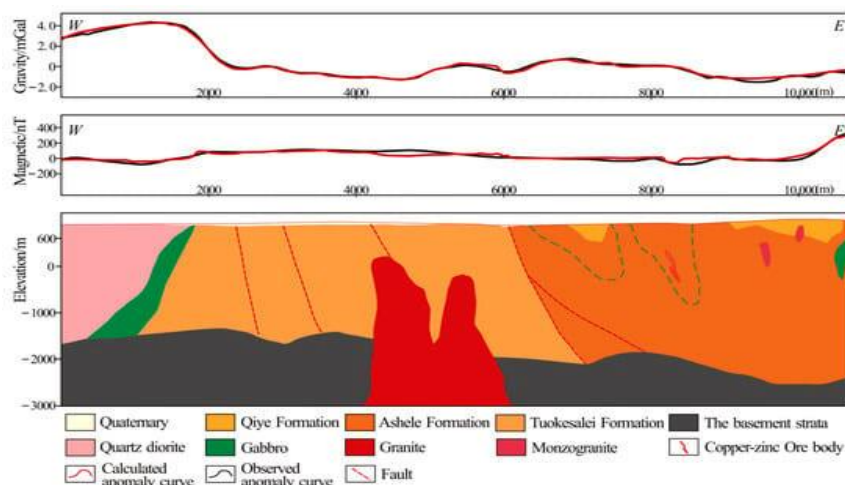 W E
Gravity/mGal
4.0
2.0
0
−2.0
2000 4000 6000 8000 10,000(m)
W E
Magnetic/nT
400
200
0
−200
2000 4000 6000 8000 10,000(m)
Elevation/m
600
0
−1000
−2000
−3000
Quaternary Qiye Formation Ashele Formation Tuokesalei Formation The basement strata
Quartz diorite Gabbro Granite Monzogranite Copper-zinc Ore body
Calculated anomaly curve Observed anomaly curve Fault